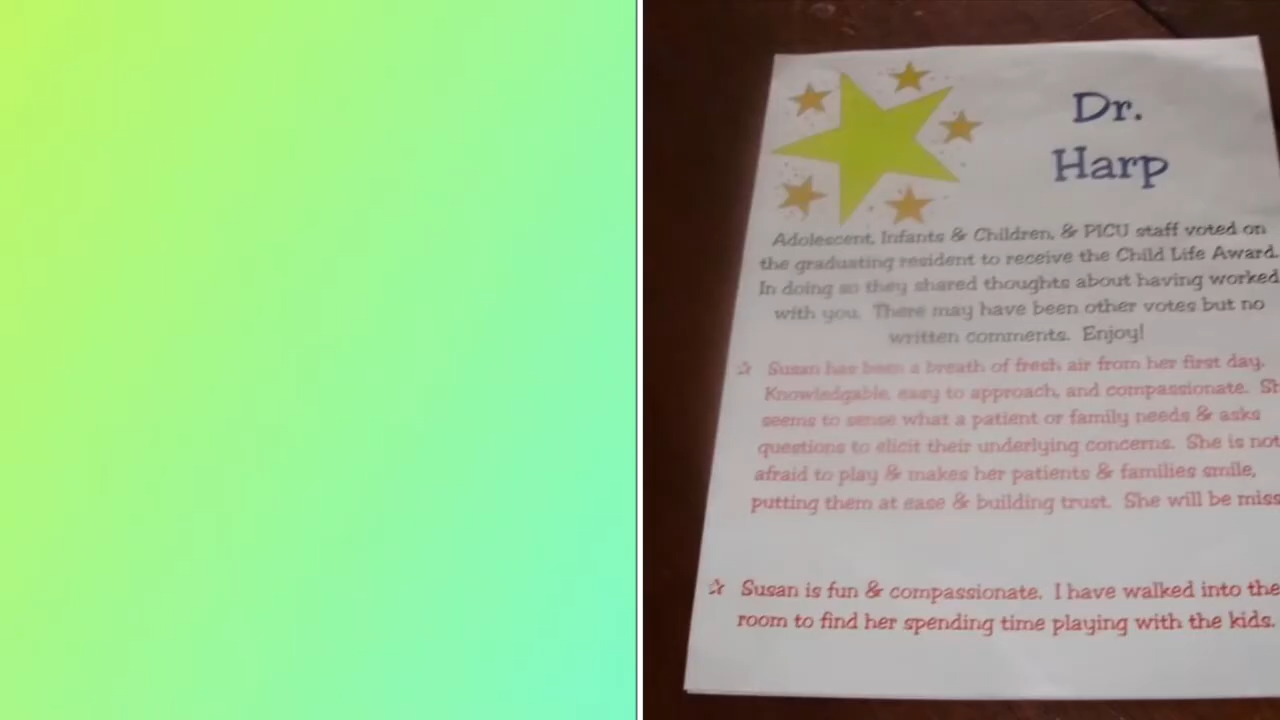 Dr.
Harp
Adolescent, Infants & Children, & PICU staff voted on
the graduating resident to receive the Child Life Award.
In doing so they shared thoughts about having worked
with you. There may have been other votes but no
written comments. Enjoy!
☆ Susan has been a breath of fresh air from her first day.
Knowledgable, easy to approach, and compassionate. Sh
seems to sense what a patient or family needs & asks
questions to elicit their underlying concerns. She is not
afraid to play & makes her patients & families smile,
putting them at ease & building trust. She will be miss
☆ Susan is fun & compassionate. I have walked into the
room to find her spending time playing with the kids.